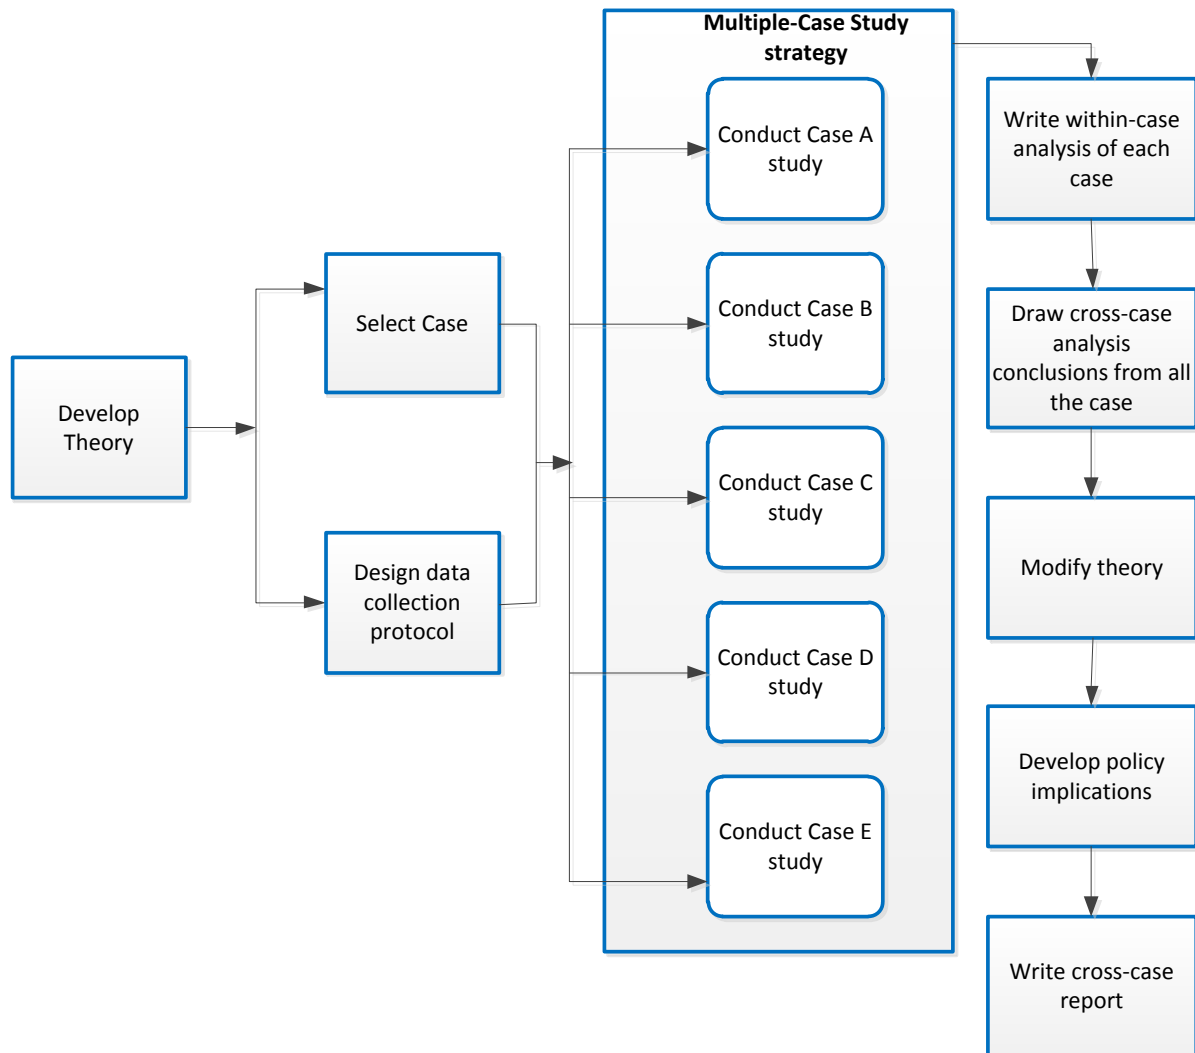 Multiple-Case Study
strategy
Develop
Theory
Select Case
Design data
collection
protocol
Conduct Case A
study
Conduct Case B
study
Conduct Case C
study
Conduct Case D
study
Conduct Case E
study
Write within-case
analysis of each
case
Draw cross-case
analysis
conclusions from all
the case
Modify theory
Develop policy
implications
Write cross-case
report